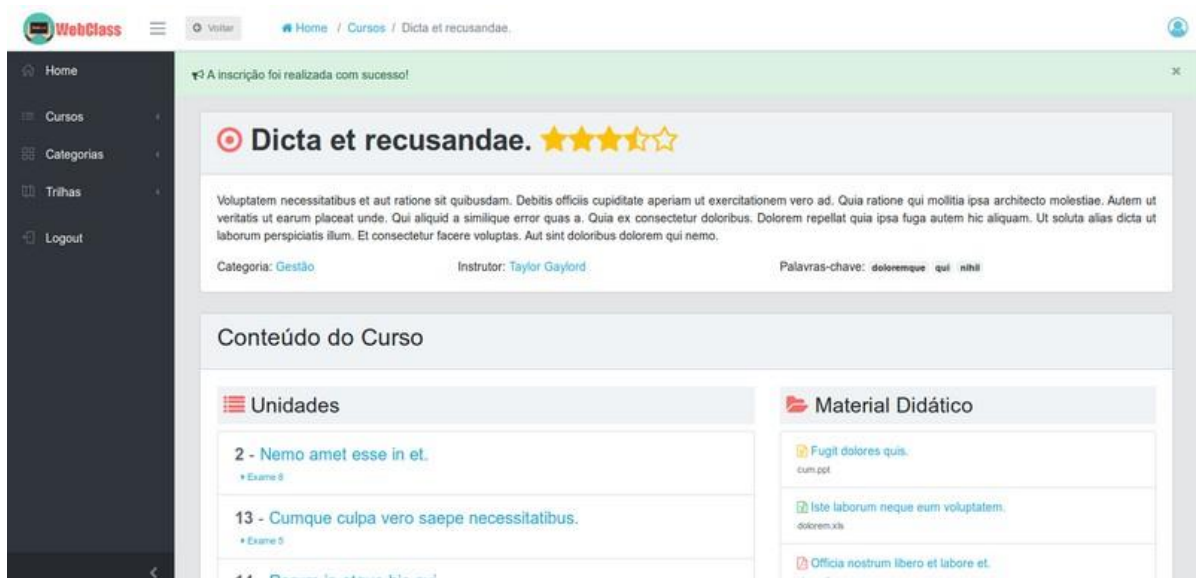 WebClass
Voltar
Home / Cursos / Dicta et recusandae.
Home
Cursos
Categorias
Trilhas
Logout
A inscrição foi realizada com sucesso!
×
Dicta et recusandae.
Voluptatem necessitatibus et aut ratione sit quibusdam. Debitis officiis cupiditate aperiam ut exercitationem vero ad. Quia ratione qui mollitia ipsa architecto molestiae. Autem ut
veritatis ut earum placeat unde. Qui aliquid a similique error quas a. Quia ex consectetur doloribus. Dolorem repellat quia ipsa fuga autem hic aliquam. Ut soluta alias dicta ut
laborum perspiciatis illum. Et consectetur facere voluptas. Aut sint doloribus dolorem qui nemo.
Categoria: Gestão
Instrutor: Taylor Gaylord
Palavras-chave: doloremque qui nihil
Conteúdo do Curso
Unidades
2 - Nemo amet esse in et.
Exame 8
13 - Cumque culpa vero saepe necessitatibus.
Exame 5
Material Didático
Fugit dolores quis.
cum.ppt
Iste laborum neque eum voluptatem.
dolorem.xls
Officia nostrum libero et labore et.